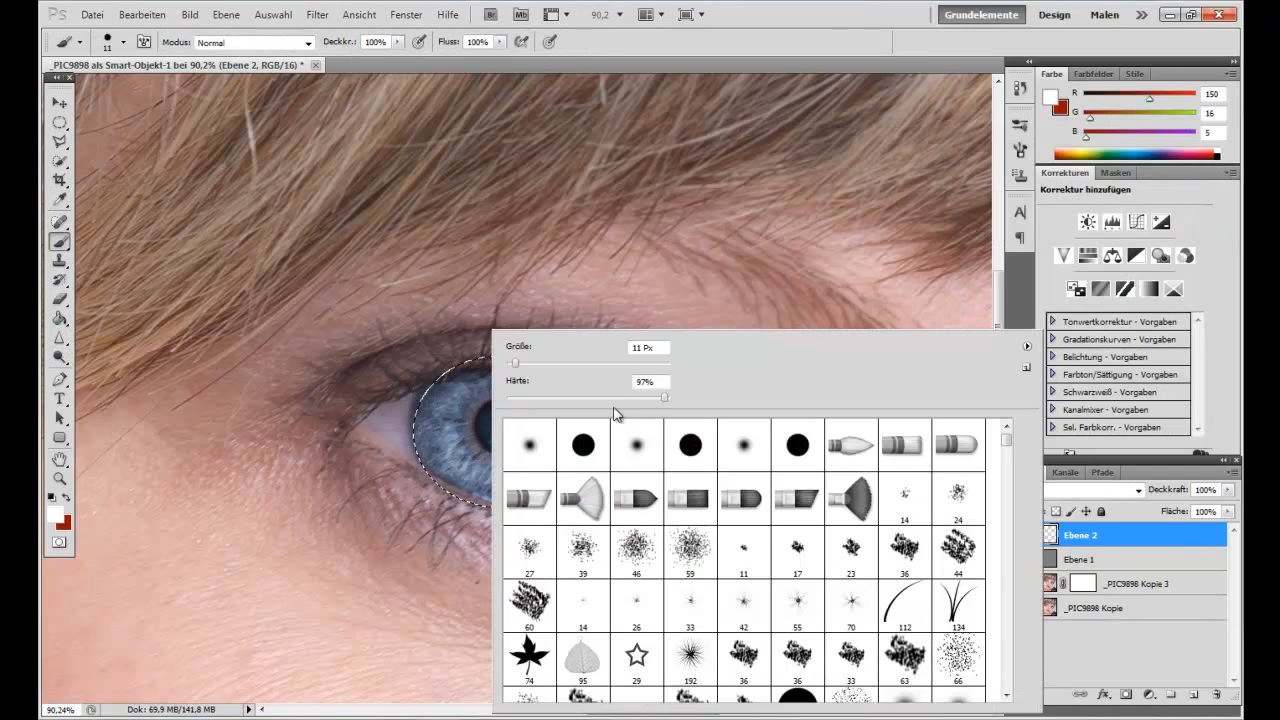 Ps Datei Bearbeiten Bild Ebene Auswahl Filter Ansicht Fenster Hilfe Br Mb 90,2 Grundelemente Design Malen
11 Modus: Normal Deckkr.: 100% Fluss: 100%
_PIC9898 als Smart-Objekt-1 bei 90,2% (Ebene 2, RGB/16) *
Farbe Farbfelder Stile
R 150
G 16
B 5
Korrekturen Masken
Korrektur hinzufügen
Tonwertkorrektur - Vorgaben
Gradationskurven - Vorgaben
Belichtung - Vorgaben
Farbton/Sättigung - Vorgaben
Schwarzweiß - Vorgaben
Kanalmixer - Vorgaben
Sel. Farbkorr. - Vorgaben
Größe: 11 Px
Härte: 97%
14 24
27 39 46 59 11 17 23 36 44
60 14 26 33 42 55 70 112 134
74 95 29 192 36 36 33 63 66
Kanäle Pfade
Deckkraft: 100%
Fläche: 100%
Ebene 2
Ebene 1
_PIC9898 Kopie 3
_PIC9898 Kopie
90,24% Dok: 69,9 MB/141,8 MB